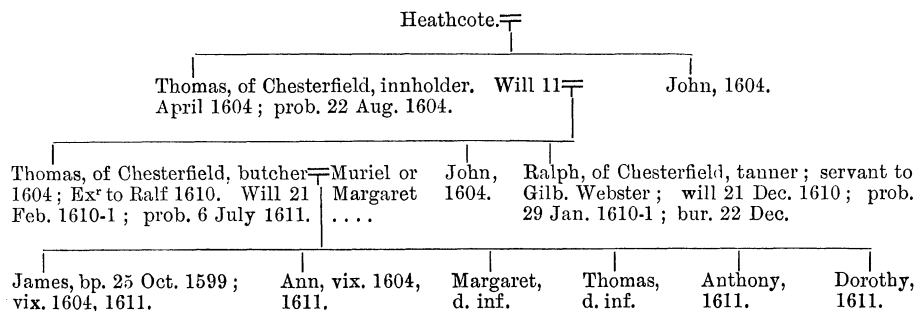 Heathcote.
Thomas, of Chesterfield, innholder. Will 11
April 1604 ; prob. 22 Aug. 1604.
John, 1604.
Thomas, of Chesterfield, butcher
1604 ; Exr to Ralf 1610. Will 21
Feb. 1610-1 ; prob. 6 July 1611.
Muriel or
Margaret
. . . .
John,
1604.
Ralph, of Chesterfield, tanner ; servant to
Gilb. Webster ; will 21 Dec. 1610 ; prob.
29 Jan. 1610-1 ; bur. 22 Dec.
James, bp. 25 Oct. 1599 ;
vix. 1604, 1611.
Ann, vix. 1604,
1611.
Margaret,
d. inf.
Thomas,
d. inf.
Anthony,
1611.
Dorothy,
1611.